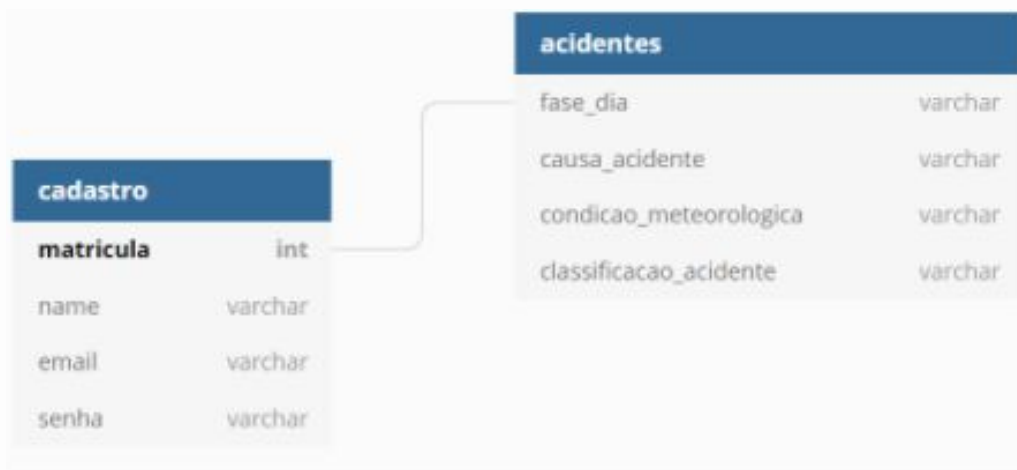 acidentes
fase_dia varchar
causa_acidente varchar
condicao_meteorologica varchar
classificacao_acidente varchar
cadastro
matricula int
name varchar
email varchar
senha varchar